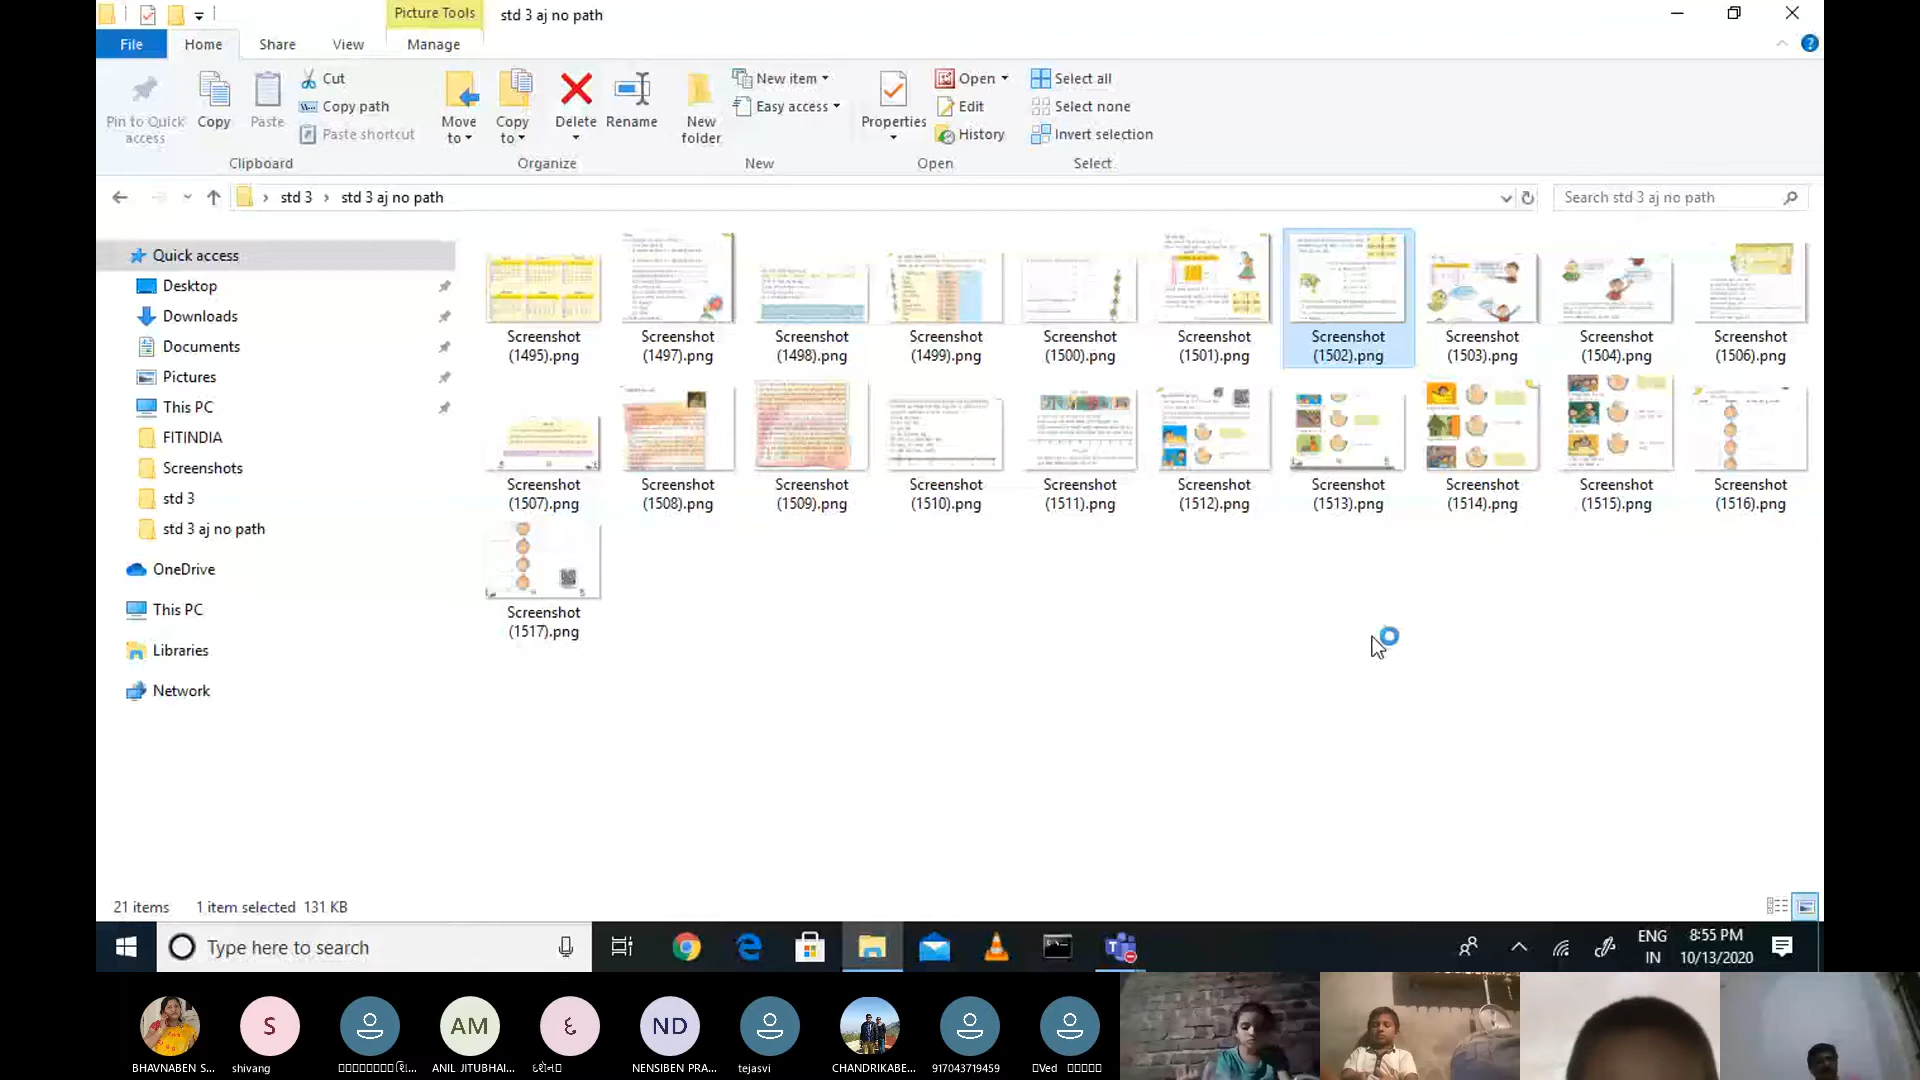 Picture Tools
std 3 aj no path
File
Home
Share
View
Manage
Pin to Quick access
Copy
Paste
Cut
Copy path
Paste shortcut
Clipboard
Move to
Copy to
Delete
Rename
Organize
New folder
New item
Easy access
New
Properties
Open
Edit
History
Open
Select all
Select none
Invert selection
Select
std 3 › std 3 aj no path
Search std 3 aj no path
Quick access
Desktop
Downloads
Documents
Pictures
This PC
FITINDIA
Screenshots
std 3
std 3 aj no path
OneDrive
This PC
Libraries
Network
Screenshot (1495).png
Screenshot (1497).png
Screenshot (1498).png
Screenshot (1499).png
Screenshot (1500).png
Screenshot (1501).png
Screenshot (1502).png
Screenshot (1503).png
Screenshot (1504).png
Screenshot (1506).png
Screenshot (1507).png
Screenshot (1508).png
Screenshot (1509).png
Screenshot (1510).png
Screenshot (1511).png
Screenshot (1512).png
Screenshot (1513).png
Screenshot (1514).png
Screenshot (1515).png
Screenshot (1516).png
Screenshot (1517).png
21 items 1 item selected 131 KB
Type here to search
ENG IN
8:55 PM
10/13/2020
S
AM
ND
BHAVNABEN S...
shivang
ANIL JITUBHAI...
NENSIBEN PRA...
tejasvi
CHANDRIKABE...
917043719459
Ved